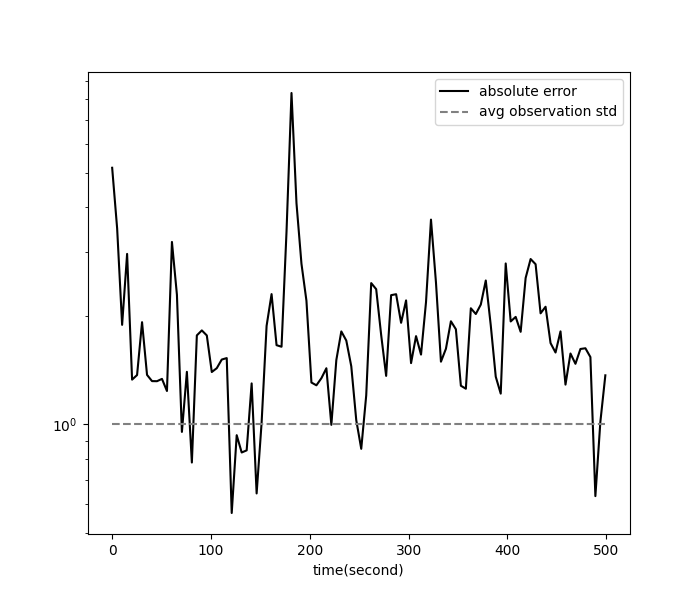 absolute error
avg observation std
10^0
0 100 200 300 400 500
time(second)